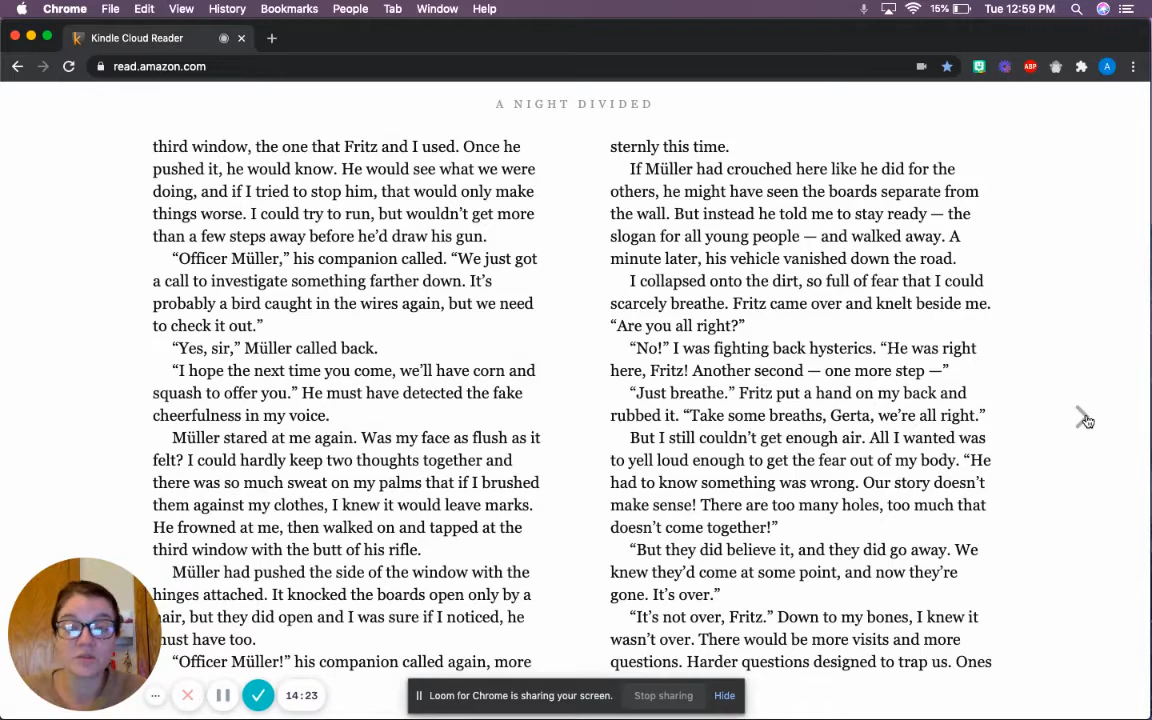 Chrome File Edit View History Bookmarks People Tab Window Help 15% Tue 12:59 PM
Kindle Cloud Reader
read.amazon.com
ABP A
A NIGHT DIVIDED
third window, the one that Fritz and I used. Once he
pushed it, he would know. He would see what we were
doing, and if I tried to stop him, that would only make
things worse. I could try to run, but wouldn’t get more
than a few steps away before he’d draw his gun.
“Officer Müller,” his companion called. “We just got
a call to investigate something farther down. It’s
probably a bird caught in the wires again, but we need
to check it out.”
“Yes, sir,” Müller called back.
“I hope the next time you come, we’ll have corn and
squash to offer you.” He must have detected the fake
cheerfulness in my voice.
Müller stared at me again. Was my face as flush as it
felt? I could hardly keep two thoughts together and
there was so much sweat on my palms that if I brushed
them against my clothes, I knew it would leave marks.
He frowned at me, then walked on and tapped at the
third window with the butt of his rifle.
Müller had pushed the side of the window with the
hinges attached. It knocked the boards open only by a
hair, but they did open and I was sure if I noticed, he
must have too.
“Officer Müller!” his companion called again, more
sternly this time.
If Müller had crouched here like he did for the
others, he might have seen the boards separate from
the wall. But instead he told me to stay ready — the
slogan for all young people — and walked away. A
minute later, his vehicle vanished down the road.
I collapsed onto the dirt, so full of fear that I could
scarcely breathe. Fritz came over and knelt beside me.
“Are you all right?”
“No!” I was fighting back hysterics. “He was right
here, Fritz! Another second — one more step —”
“Just breathe.” Fritz put a hand on my back and
rubbed it. “Take some breaths, Gerta, we’re all right.”
But I still couldn’t get enough air. All I wanted was
to yell loud enough to get the fear out of my body. “He
had to know something was wrong. Our story doesn’t
make sense! There are too many holes, too much that
doesn’t come together!”
“But they did believe it, and they did go away. We
knew they’d come at some point, and now they’re
gone. It’s over.”
“It’s not over, Fritz.” Down to my bones, I knew it
wasn’t over. There would be more visits and more
questions. Harder questions designed to trap us. Ones
14:23
Loom for Chrome is sharing your screen. Stop sharing Hide